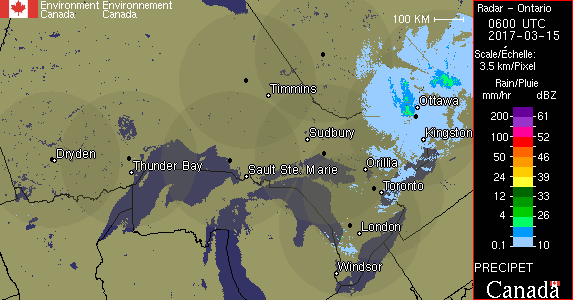 Environment Environnement
Canada Canada
100 KM
Timmins
Ottawa
Sudbury
Kingston
Dryden
Thunder Bay
Sault Ste. Marie
Orillia
Toronto
London
Windsor
Radar - Ontario
0600 UTC
2017-03-15
Scale/Échelle:
3.5 km/Pixel
Rain/Pluie
mm/hr dBZ
200 61
100 52
50 46
24 39
12 33
4 26
0.1 10
PRECIPET
Canada